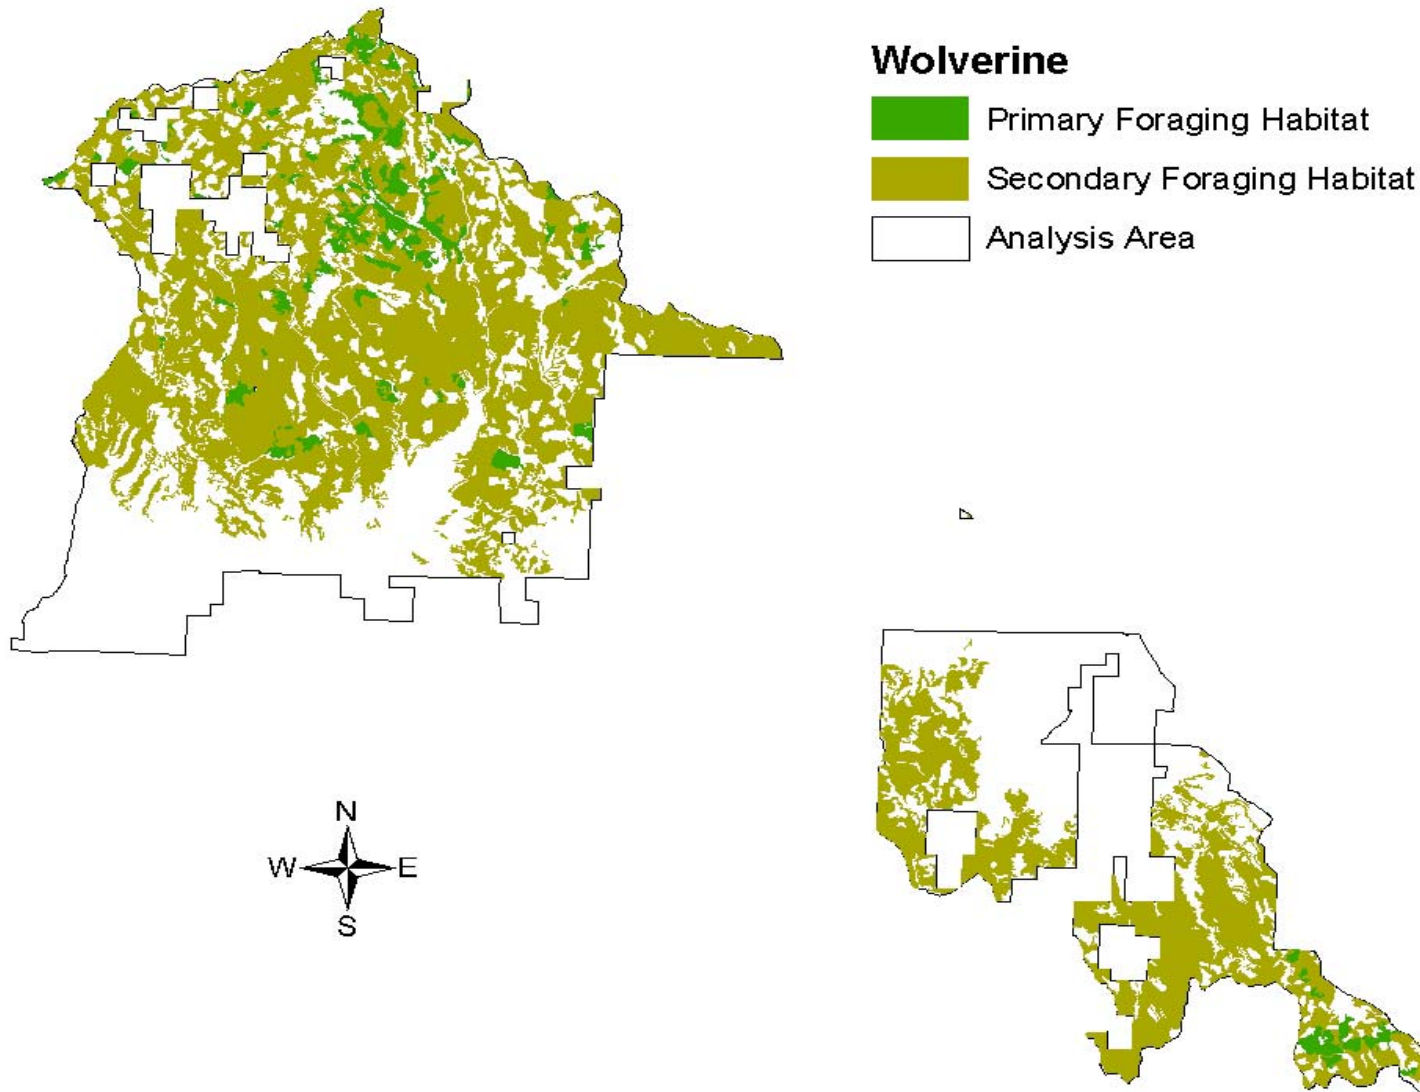 Wolverine
Primary Foraging Habitat
Secondary Foraging Habitat
Analysis Area
N
W E
S